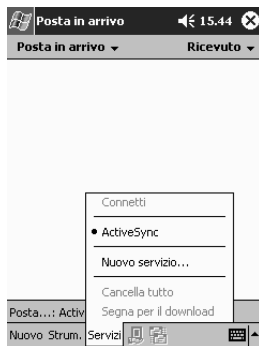 Posta in arrivo 15.44
Posta in arrivo Ricevuto
Connetti
ActiveSync
Nuovo servizio...
Cancella tutto
Segna per il download
Posta...: Activ
Nuovo Strum. Servizi